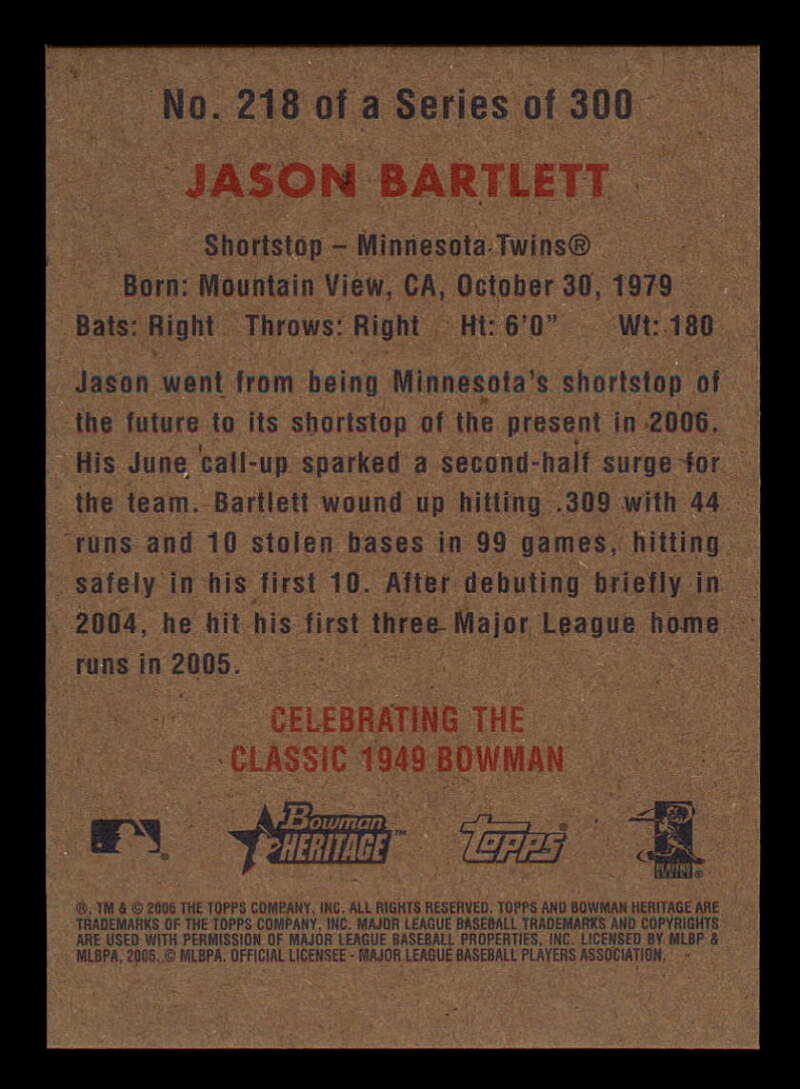 No. 218 of a Series of 300
JASON BARTLETT
Shortstop – Minnesota Twins®
Born: Mountain View, CA, October 30, 1979
Bats: Right Throws: Right Ht: 6'0" Wt: 180
Jason went from being Minnesota's shortstop of
the future to its shortstop of the present in 2006.
His June call-up sparked a second-half surge for
the team. Bartlett wound up hitting .309 with 44
runs and 10 stolen bases in 99 games, hitting
safely in his first 10. After debuting briefly in
2004, he hit his first three Major League home
runs in 2005.
CELEBRATING THE
CLASSIC 1949 BOWMAN
Bowman
HERITAGE™
Topps®
®, TM & © 2006 THE TOPPS COMPANY, INC. ALL RIGHTS RESERVED. TOPPS AND BOWMAN HERITAGE ARE
TRADEMARKS OF THE TOPPS COMPANY, INC. MAJOR LEAGUE BASEBALL TRADEMARKS AND COPYRIGHTS
ARE USED WITH PERMISSION OF MAJOR LEAGUE BASEBALL PROPERTIES, INC. LICENSED BY MLBP &
MLBPA, 2006. © MLBPA. OFFICIAL LICENSEE - MAJOR LEAGUE BASEBALL PLAYERS ASSOCIATION.